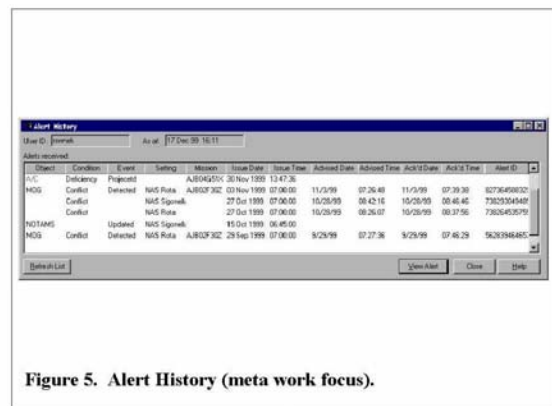 Alert History
User ID: As at: 17 Dec 99 16:11
Alerts received:
Object Condition Event Setting Mission Issue Date Issue Time Advised Date Advised Time Ack'd Date Ack'd Time Alert ID
A/C Deficiency Projected 30 Nov 1999 13:47:36
MOG Conflict Detected NAS Rota AJB02F30Z 03 Nov 1999 07:00:00 11/3/99 07:26:48 11/3/99 07:39:38
Conflict NAS Sigonella 27 Oct 1999 07:00:00 10/28/99 08:42:16 10/28/99 08:46:46
Conflict NAS Rota 27 Oct 1999 07:00:00 10/28/99 08:26:07 10/28/99 08:37:56
NOTAMS Updated NAS Sigonella 15 Oct 1999 06:45:00
MOG Conflict Detected NAS Rota AJB02F30Z 29 Sep 1999 07:00:00 9/29/99 07:27:36 9/29/99 07:46:29
Refresh List View Alert Close Help
Figure 5. Alert History (meta work focus).